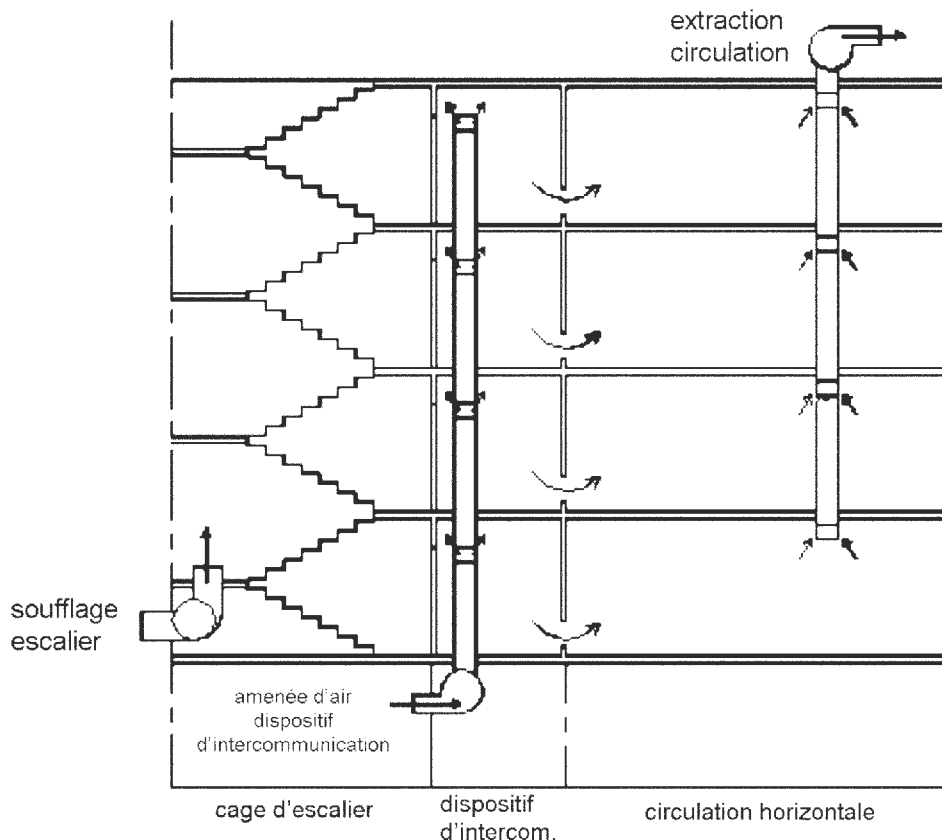 extraction
circulation
soufflage
escalier
amenée d'air
dispositif
d'intercommunication
cage d'escalier
dispositif
d'intercom.
circulation horizontale